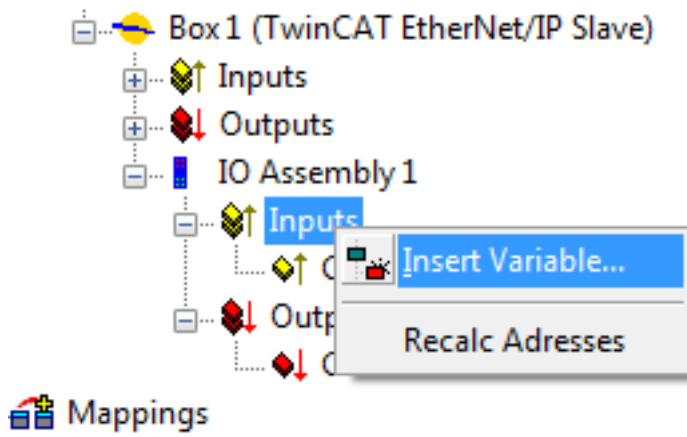 Box 1 (TwinCAT EtherNet/IP Slave)
Inputs
Outputs
IO Assembly 1
Inputs
Insert Variable...
Recalc Adresses
Mappings